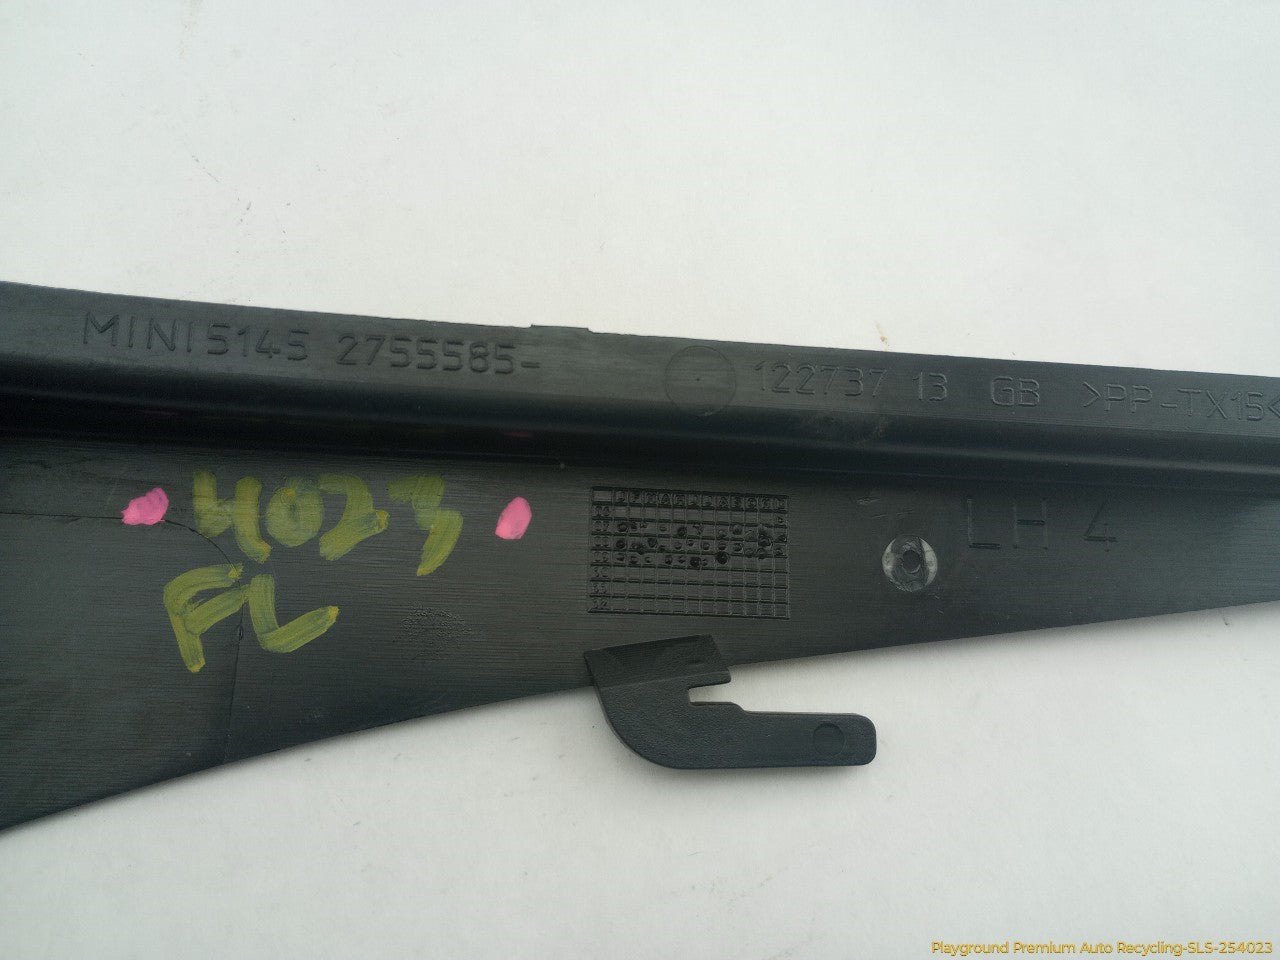 MINI 5145 2755585-
122737 13 GB >PP-TX15<
4023
FL
LH 4
Playground Premium Auto Recycling-SLS-254023